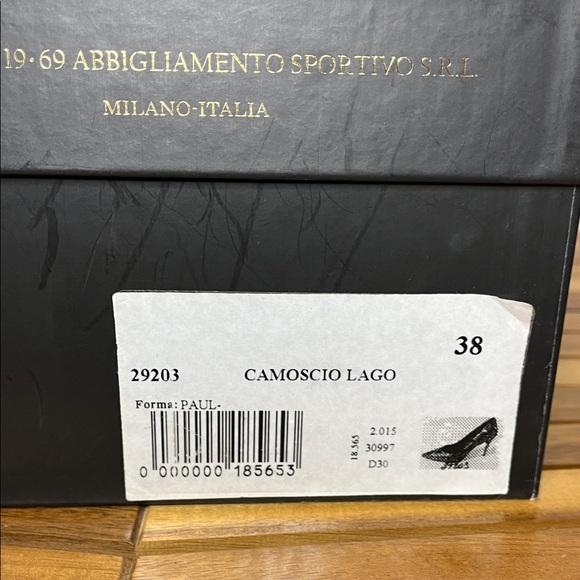 19·69 ABBIGLIAMENTO SPORTIVO S.R.L.
MILANO-ITALIA
38
29203 CAMOSCIO LAGO
Forma: PAUL-
18.565
2.015
30997
D30
29203
0 000000 185653